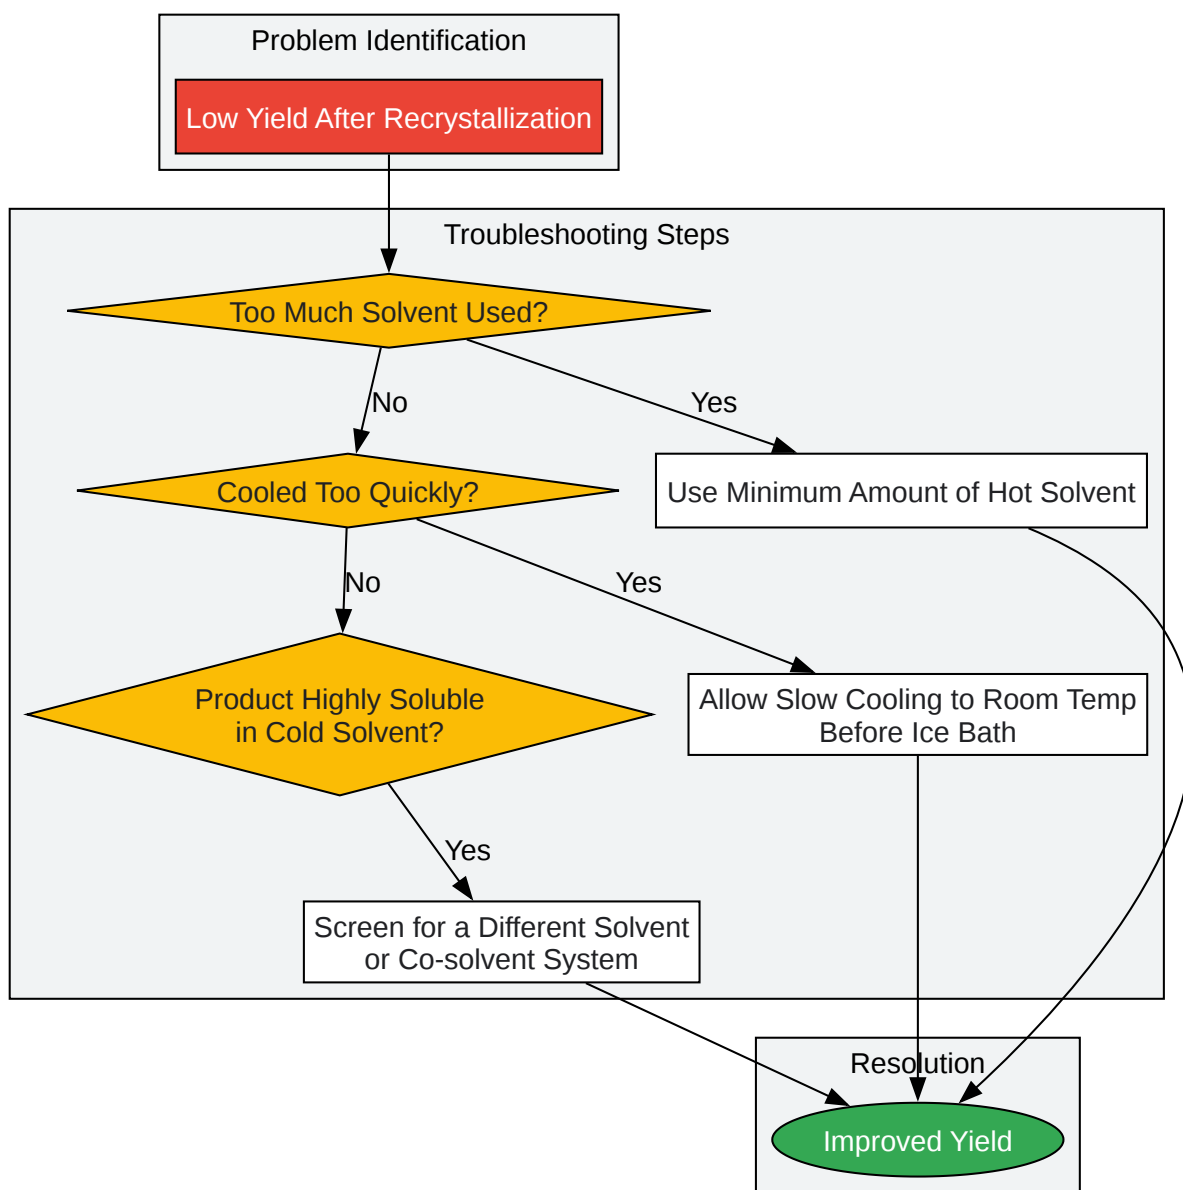 Problem Identification
Low Yield After Recrystallization
Troubleshooting Steps
Too Much Solvent Used?
No
Yes
Cooled Too Quickly?
Use Minimum Amount of Hot Solvent
No
Yes
Product Highly Soluble
in Cold Solvent?
Allow Slow Cooling to Room Temp
Before Ice Bath
Yes
Screen for a Different Solvent
or Co-solvent System
Resolution
Improved Yield